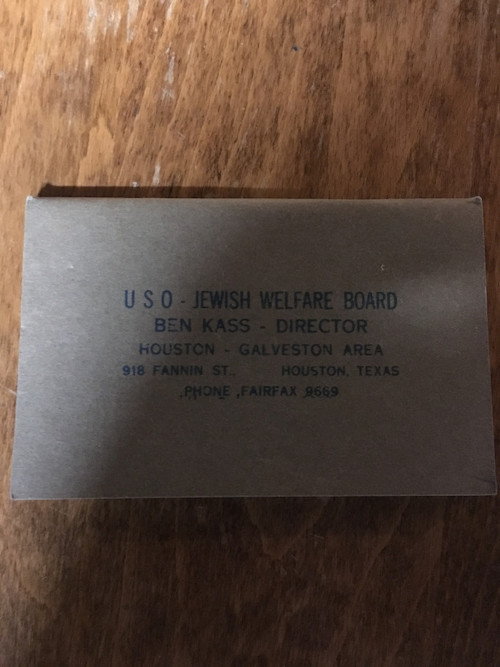 U S O - JEWISH WELFARE BOARD
BEN KASS - DIRECTOR
HOUSTON - GALVESTON AREA
918 FANNIN ST., HOUSTON, TEXAS
PHONE FAIRFAX 9669